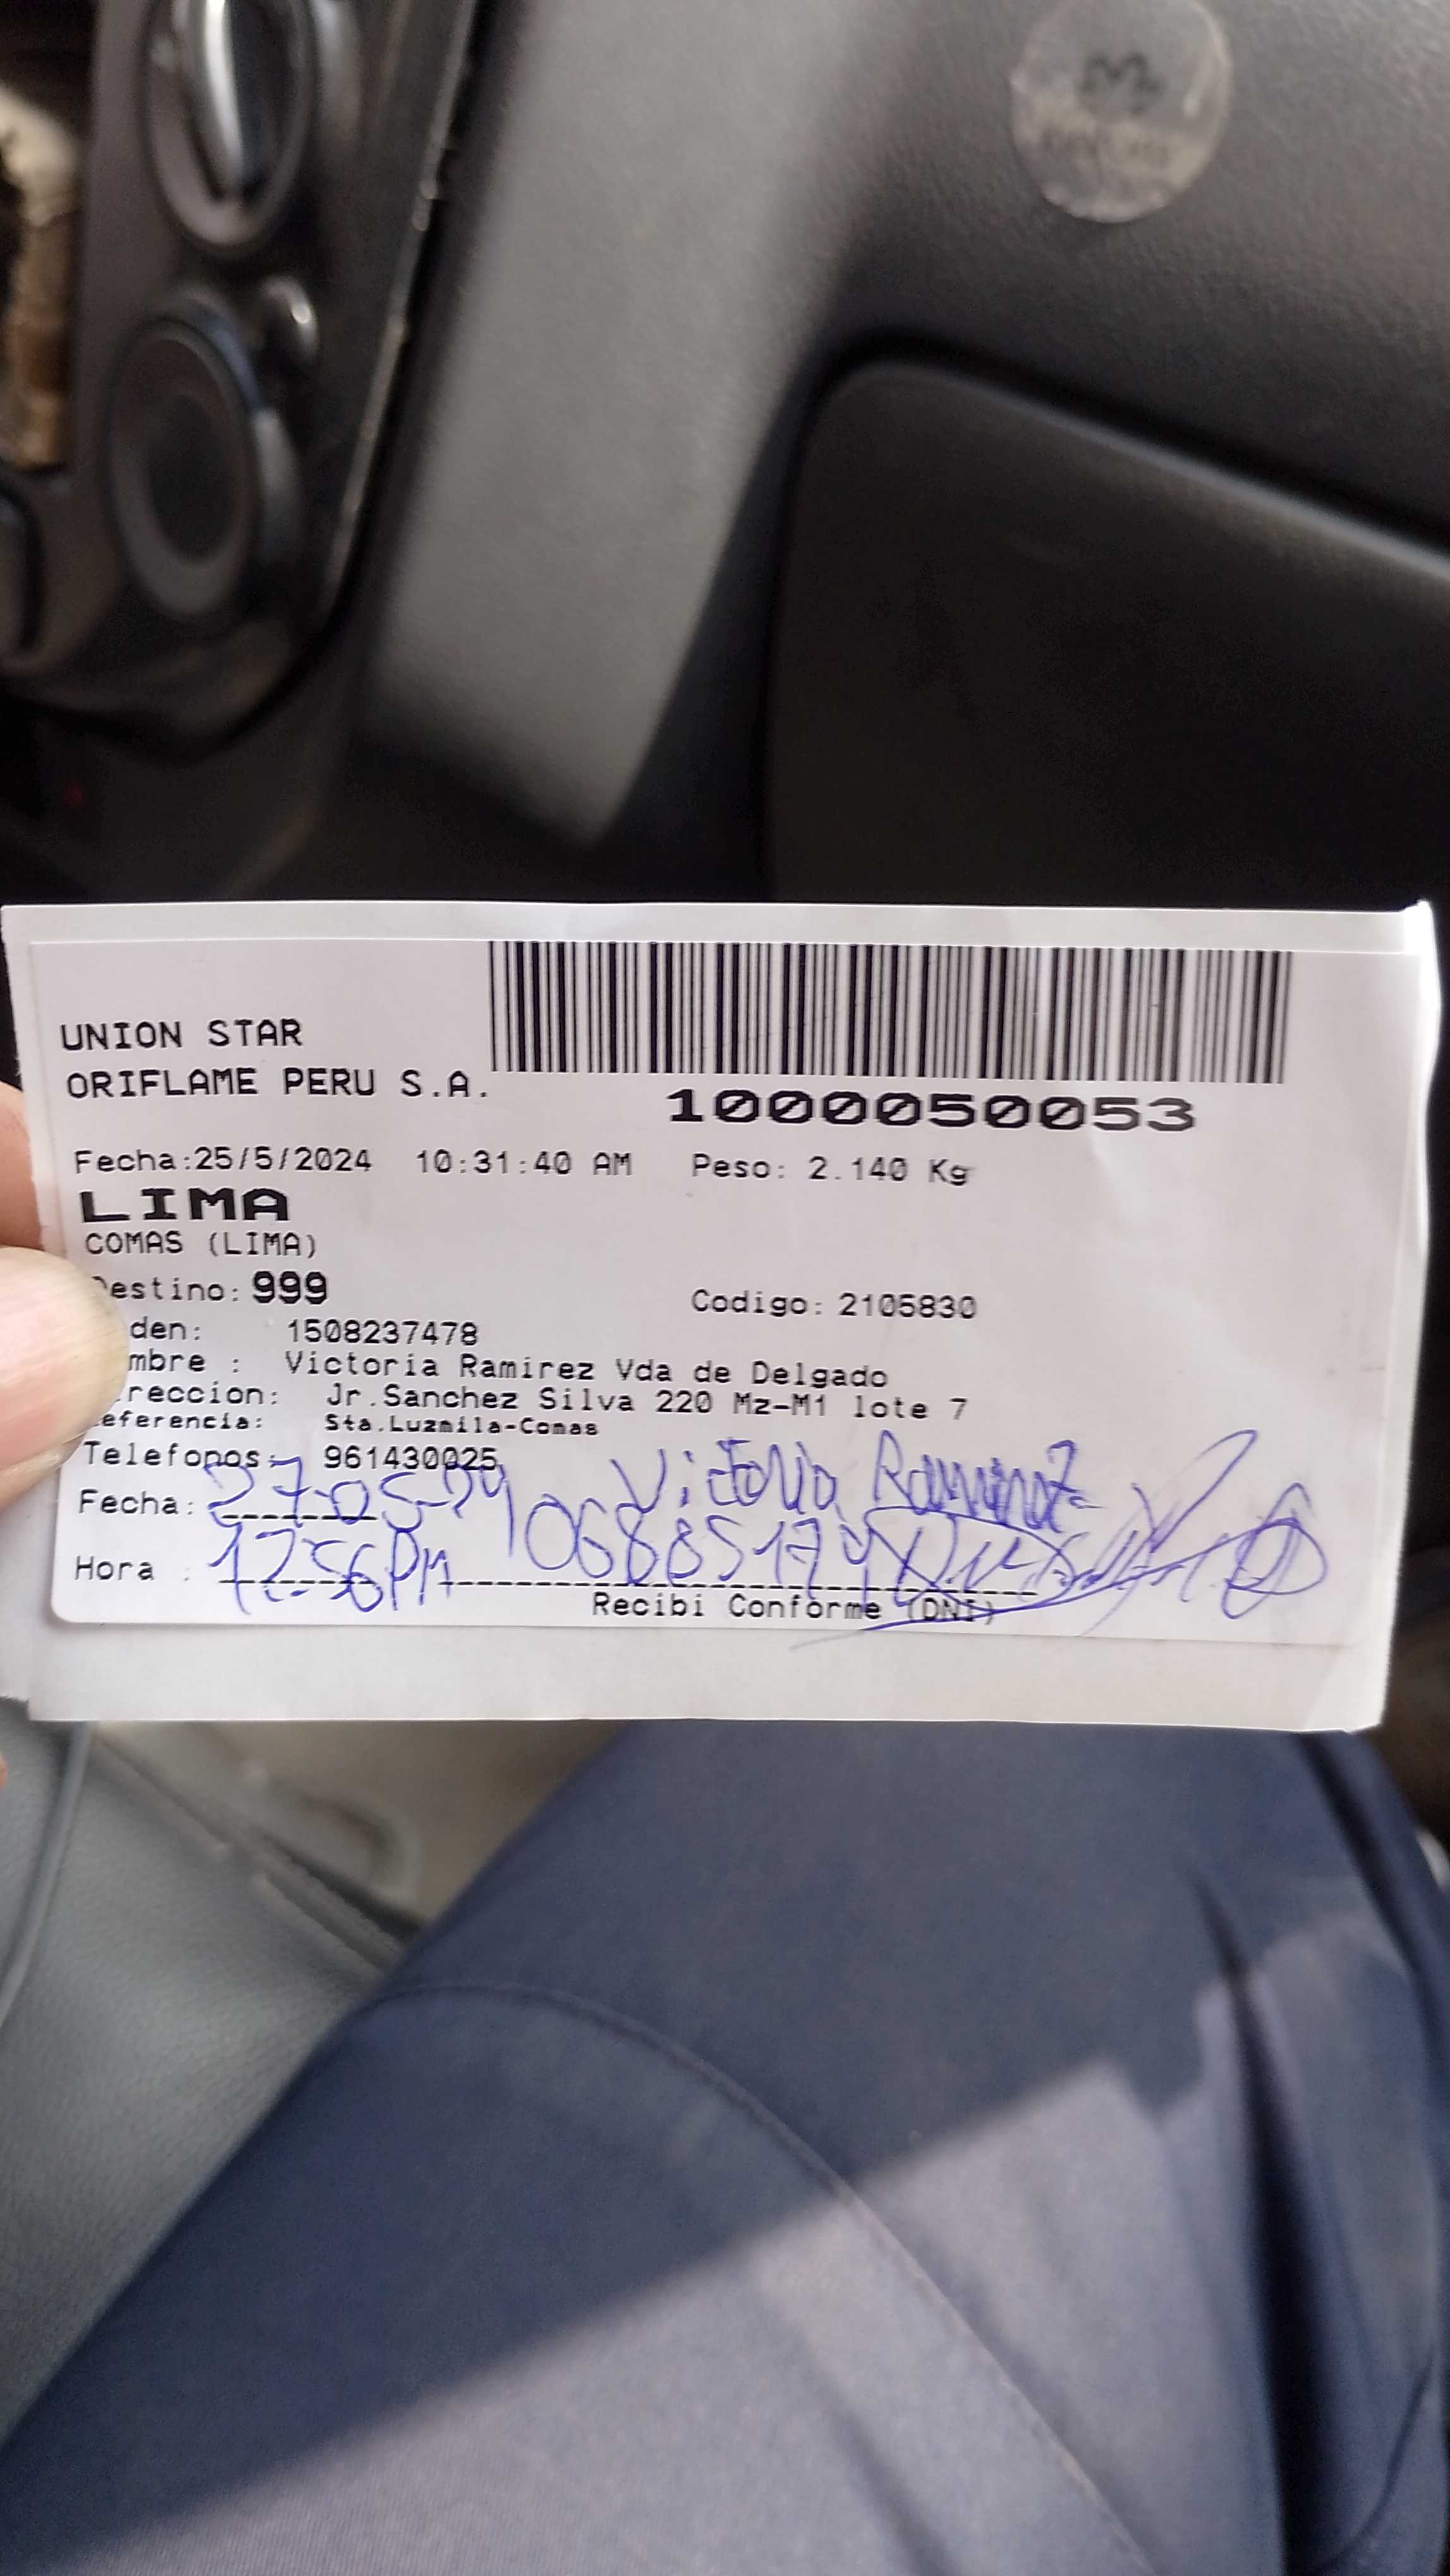 UNION STAR
ORIFLAME PERU S.A.
1000050053
Fecha:25/5/2024 10:31:40 AM Peso: 2.140 Kg
LIMA
COMAS (LIMA)
estino: 999 Codigo: 2105830
den: 1508237478
mbre : Victoria Ramirez Vda de Delgado
reccion: Jr.Sanchez Silva 220 Mz-M1 lote 7
eferencia: Sta.Luzmila-Comas
Telefonos: 961430025
Victoria Ramirez
Fecha: 27-05-24
Hora : 12:56 PM 06885174
Recibi Conforme (DNI)